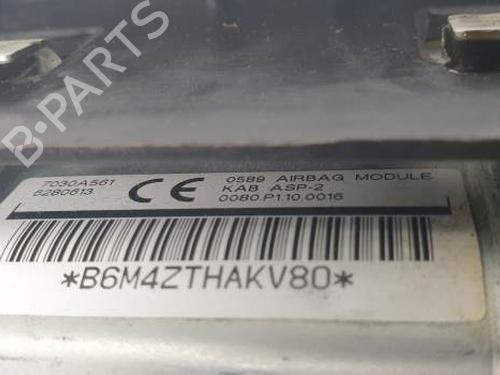 B-PARTS
7030A561
6280613
CE
0589 AIRBAG MODULE
KAB ASP-2
0080.P1.10.0016
*B6M4ZTHAKV80*